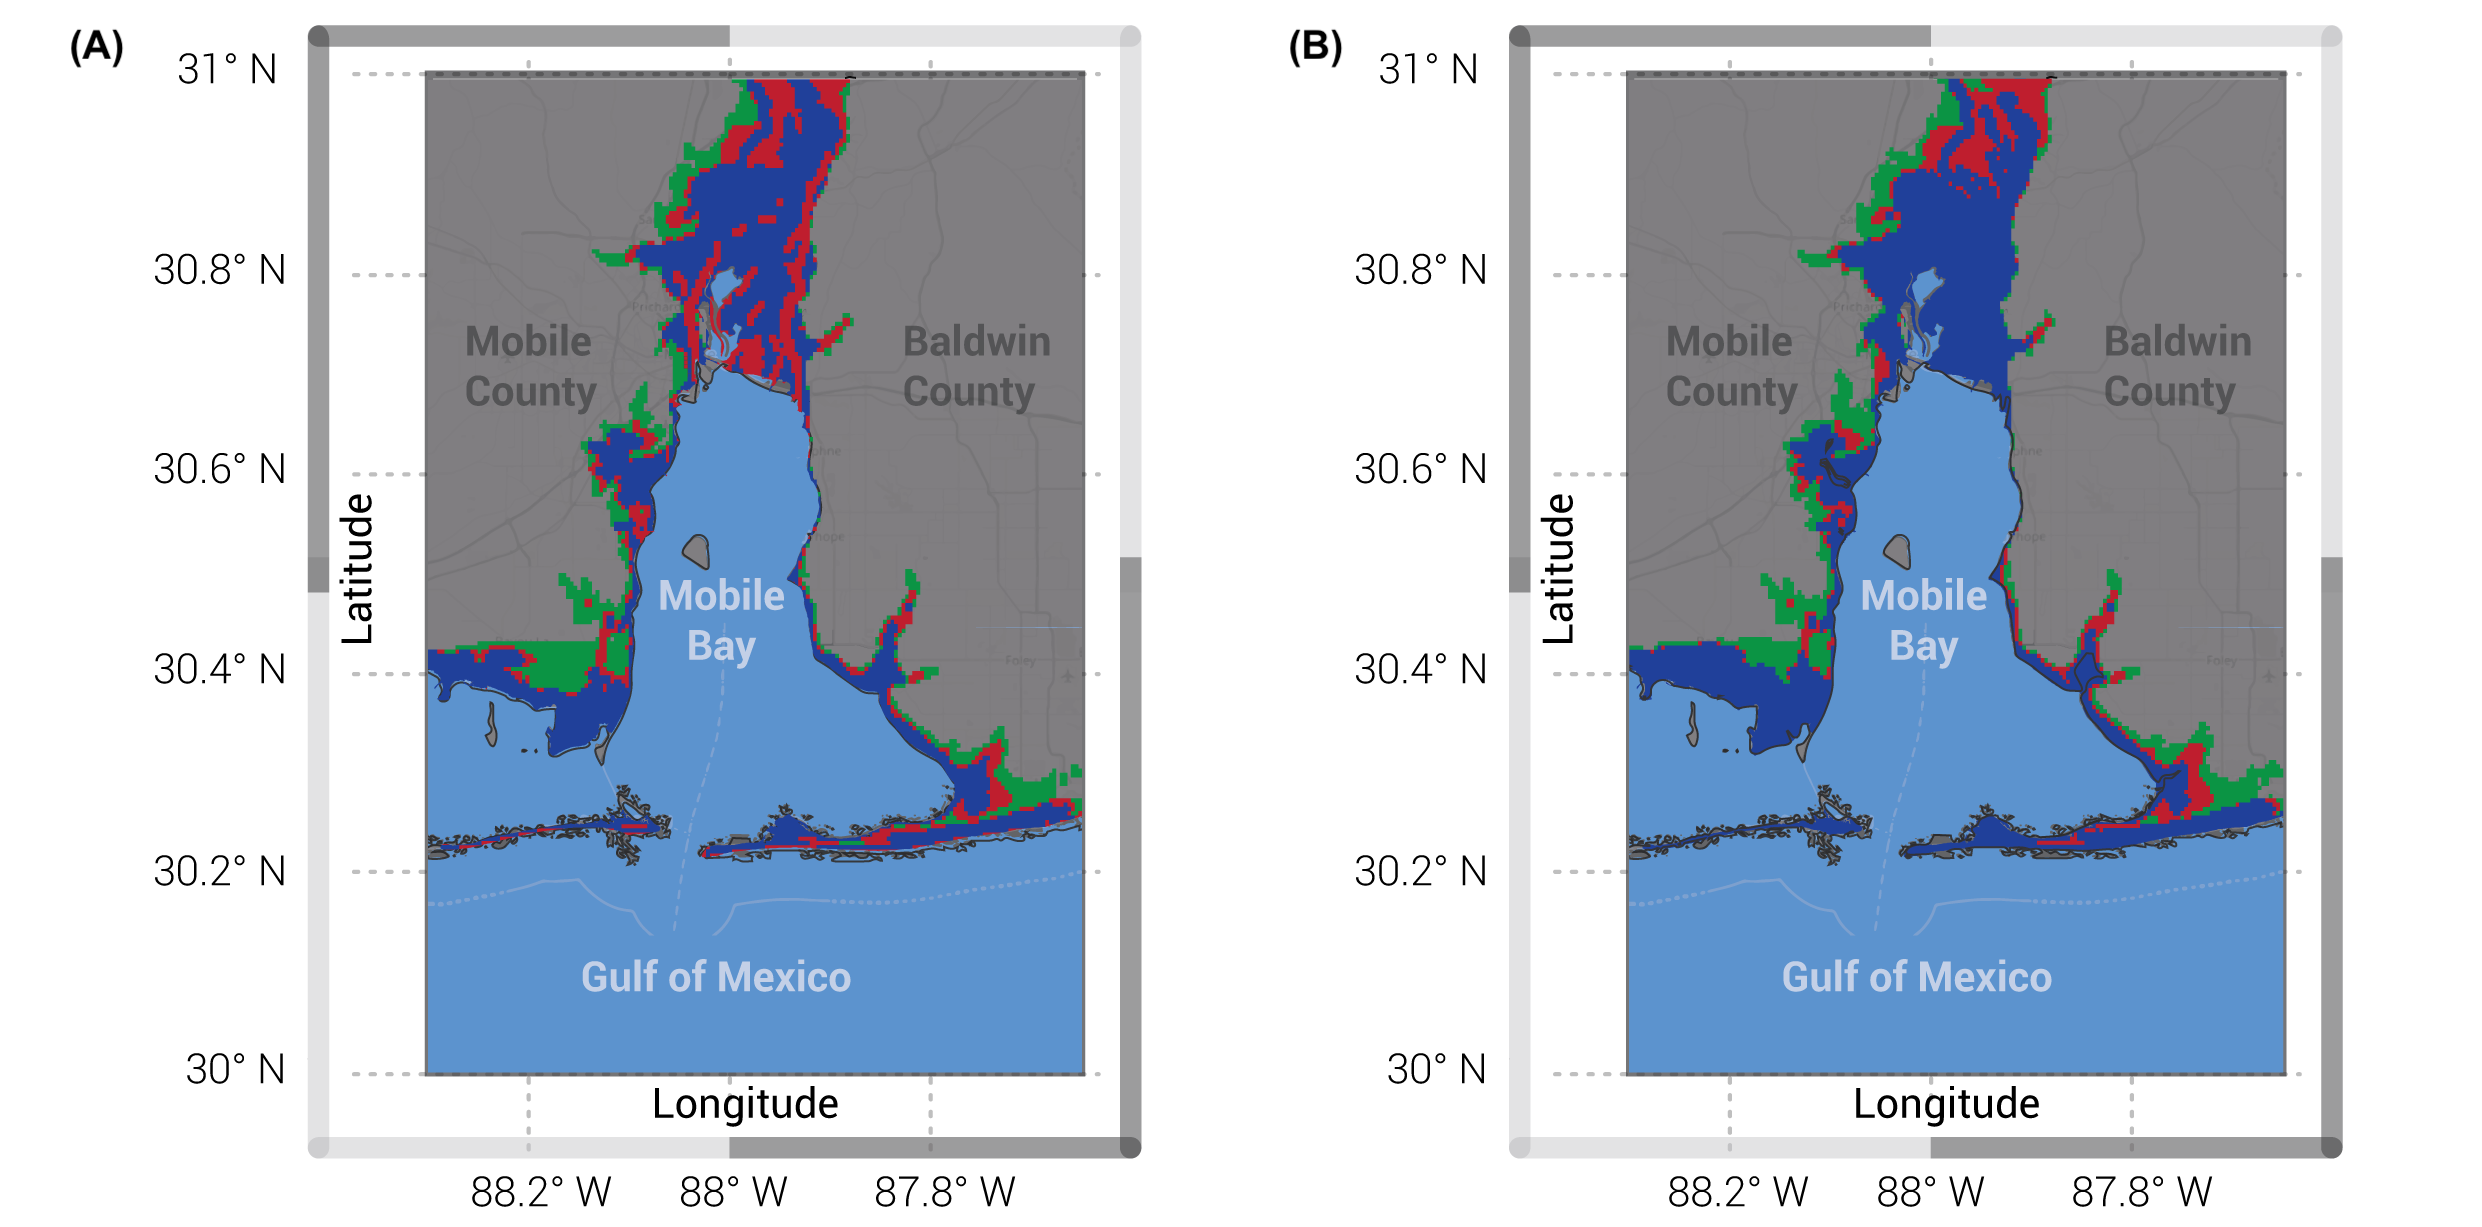 (A)
31° N
30.8° N
30.6° N
30.4° N
30.2° N
30° N
Latitude
Mobile
County
Baldwin
County
Mobile
Bay
Gulf of Mexico
Foley
Longitude
88.2° W
88° W
87.8° W
(B)
31° N
30.8° N
30.6° N
30.4° N
30.2° N
30° N
Latitude
Mobile
County
Baldwin
County
Mobile
Bay
Gulf of Mexico
Foley
Longitude
88.2° W
88° W
87.8° W